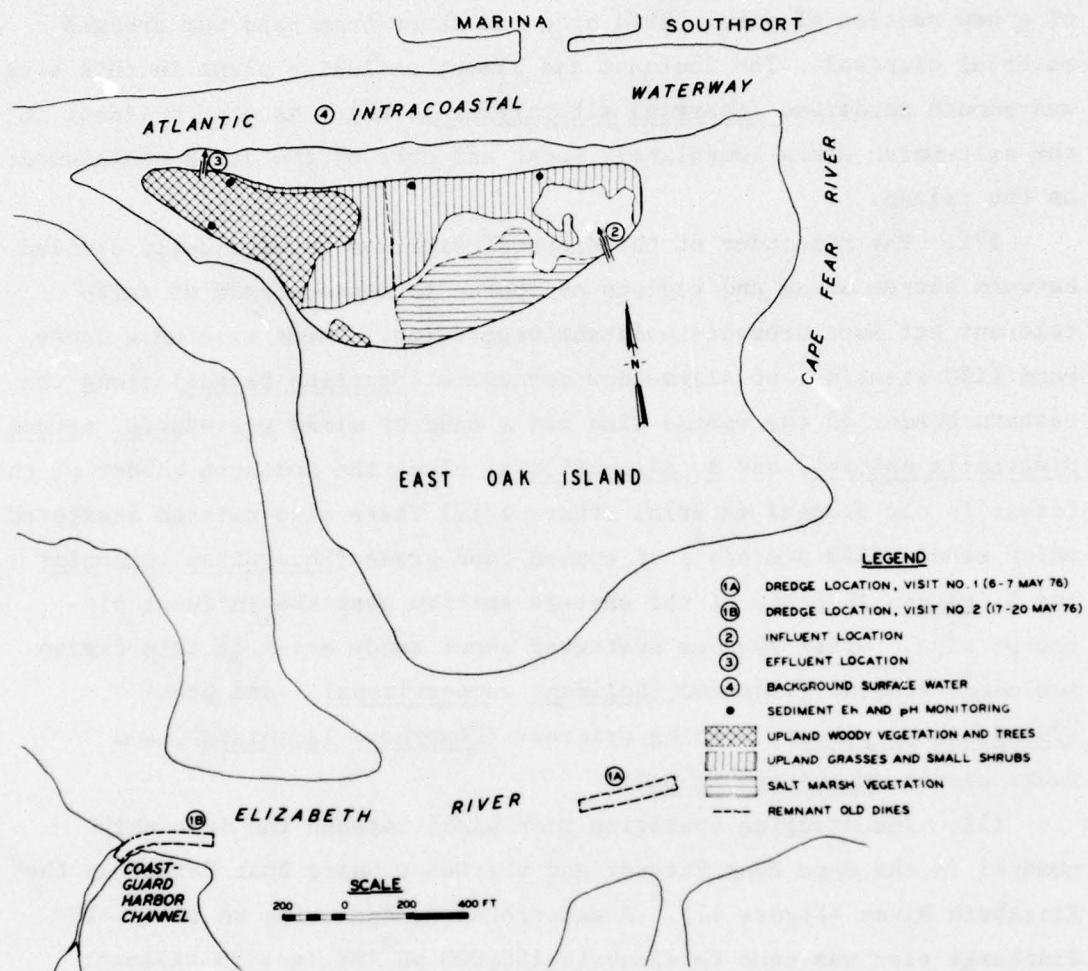 MARINA
SOUTHPORT
ATLANTIC ④ INTRACOASTAL WATERWAY
③
②
CAPE FEAR RIVER
EAST OAK ISLAND
LEGEND
1A DREDGE LOCATION, VISIT NO. 1 (6-7 MAY 76)
1B DREDGE LOCATION, VISIT NO. 2 (17-20 MAY 76)
② INFLUENT LOCATION
③ EFFLUENT LOCATION
④ BACKGROUND SURFACE WATER
• SEDIMENT Eh AND pH MONITORING
UPLAND WOODY VEGETATION AND TREES
UPLAND GRASSES AND SMALL SHRUBS
SALT MARSH VEGETATION
REMNANT OLD DIKES
1A
ELIZABETH RIVER
1B
COAST-
GUARD
HARBOR
CHANNEL
SCALE
200 0 200 400 FT